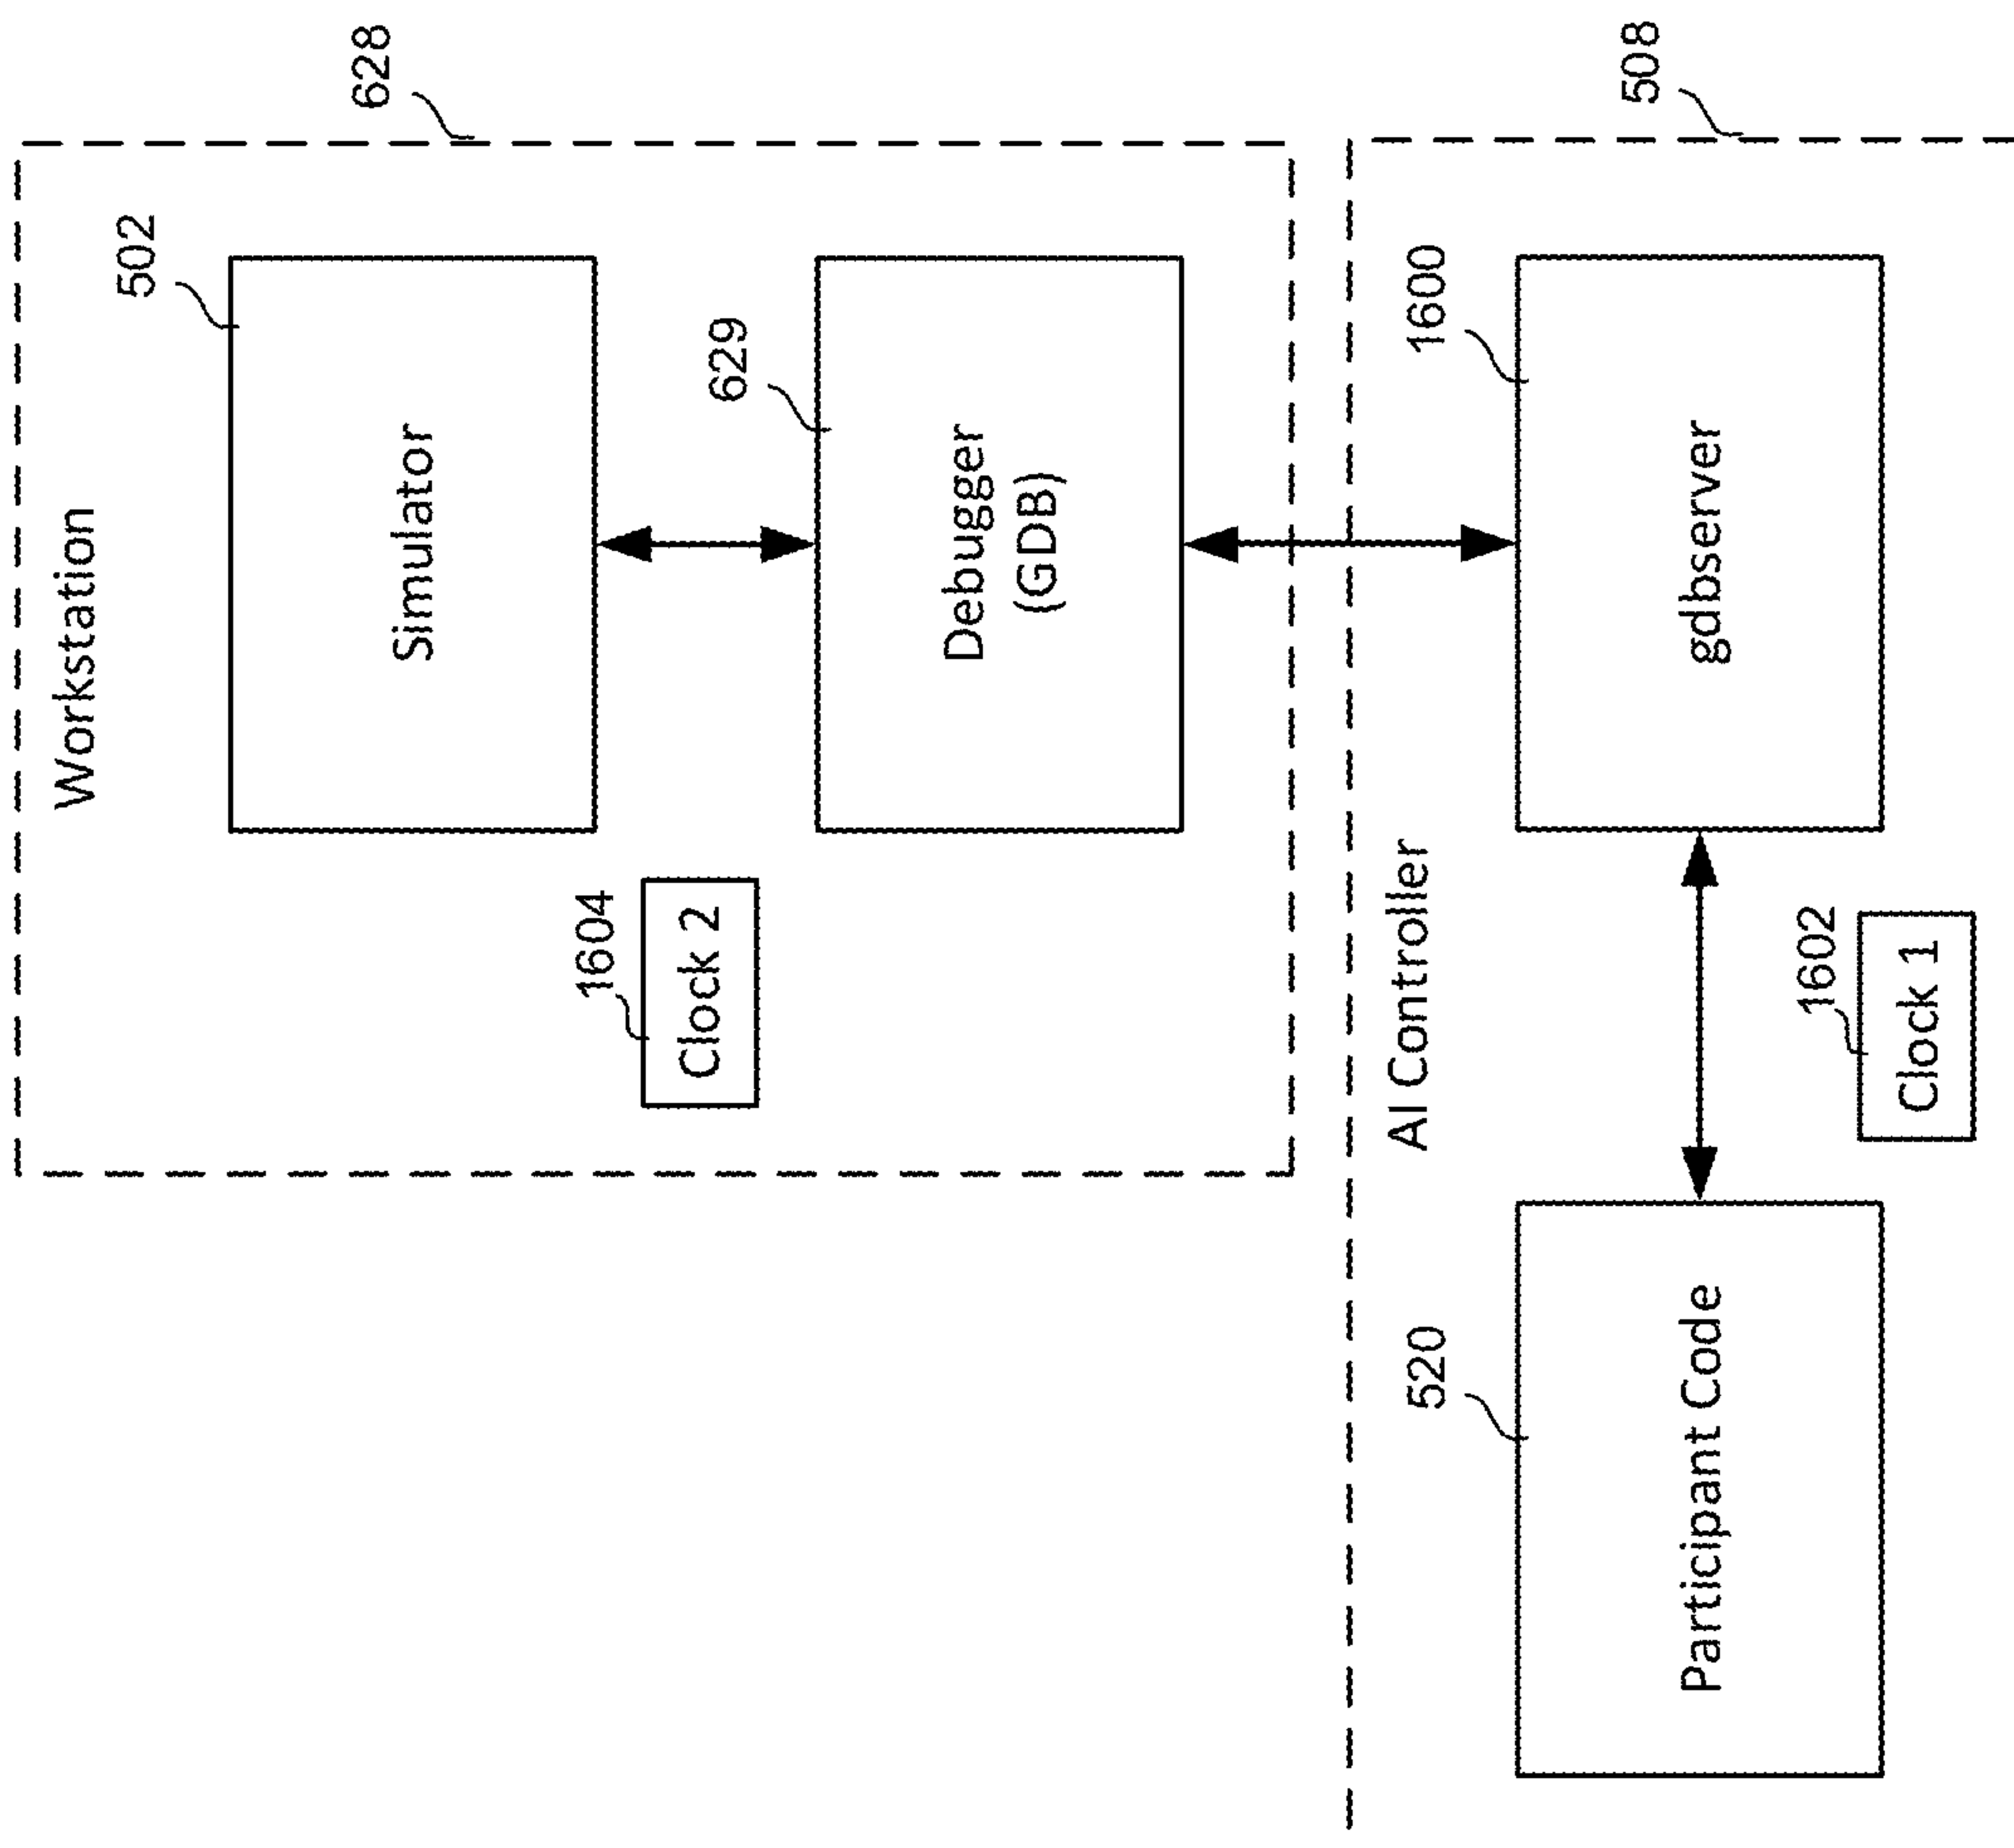 Workstation
502
628
Simulator
1604
Clock 2
629
Debugger
(GDB)
AI Controller
520
1600
508
Participant Code
gdbserver
1602
Clock 1